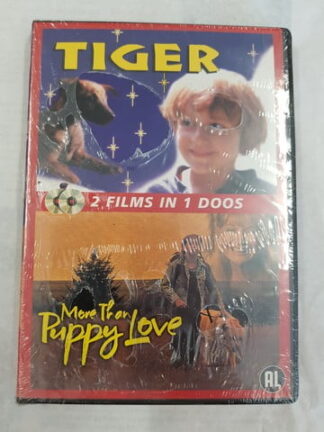 TIGER
2 FILMS IN 1 DOOS
More Than
Puppy Love
AL